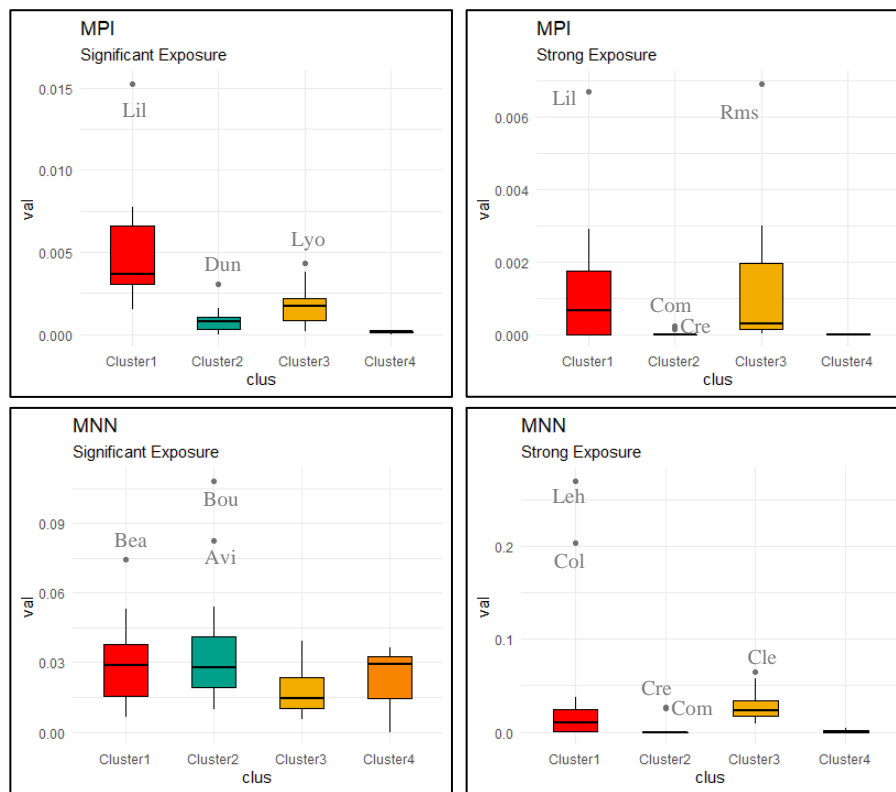 MPI
Significant Exposure
0.015
0.010
0.005
0.000
val
Lil
Dun
Lyo
Cluster1 Cluster2 Cluster3 Cluster4
clus
MPI
Strong Exposure
0.006
0.004
0.002
0.000
val
Lil
Rms
Com
Cre
Cluster1 Cluster2 Cluster3 Cluster4
clus
MNN
Significant Exposure
0.09
0.06
0.03
0.00
val
Bou
Bea
Avi
Cluster1 Cluster2 Cluster3 Cluster4
clus
MNN
Strong Exposure
0.2
0.1
0.0
val
Leh
Col
Cle
Cre
Com
Cluster1 Cluster2 Cluster3 Cluster4
clus